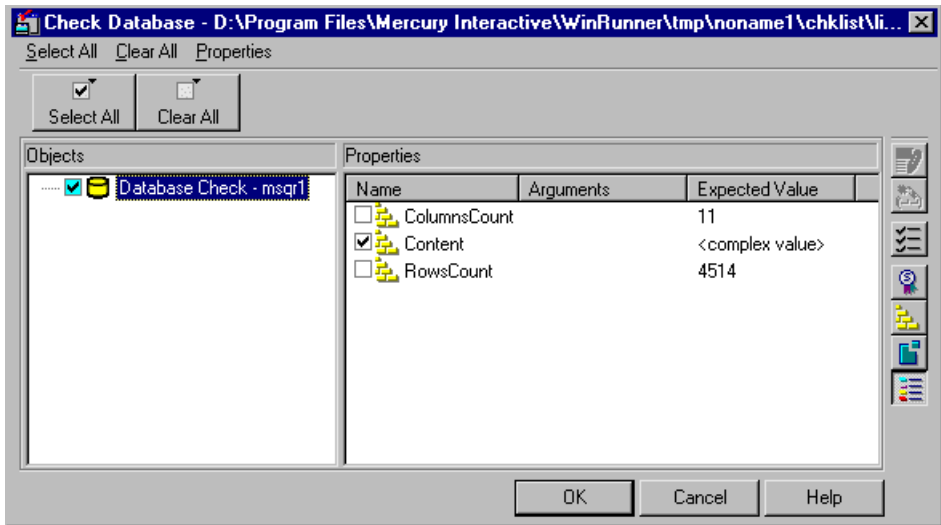 Check Database - D:\Program Files\Mercury Interactive\WinRunner\tmp\noname1\chklist\li...
Select All Clear All Properties
Select All Clear All
Objects
Database Check - msqr1
Properties
Name Arguments Expected Value
ColumnsCount 11
Content <complex value>
RowsCount 4514
OK Cancel Help